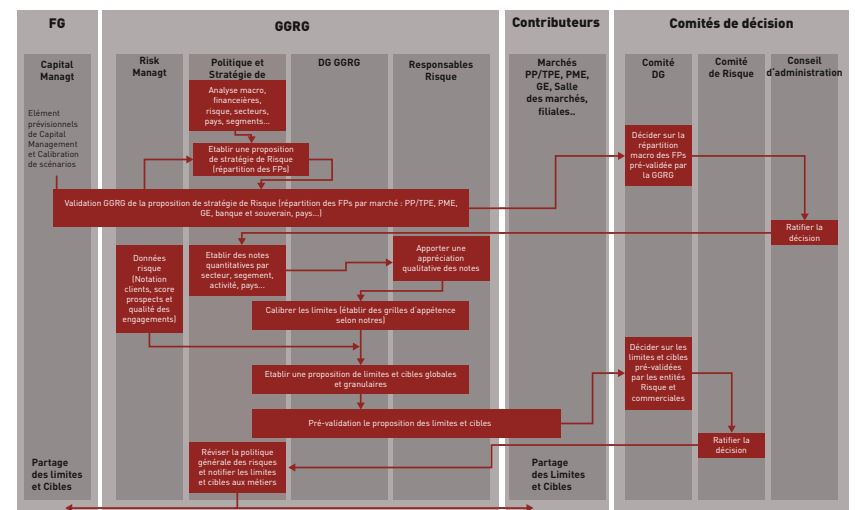 FG
GGRG
Contributeurs
Comités de décision
Capital
Managt
Risk
Managt
Politique et
Stratégie de
DG GGRG
Responsables
Risque
Marchés
PP/TPE, PME,
GE, Salle
des marchés,
filiales..
Comité
DG
Comité
de Risque
Conseil
d'administration
Analyse macro,
financeières,
risque, secteurs,
pays, segments...
Elément
prévisionnels
de Capital
Management
et Calibration
de scénarios
Etablir une proposition
de stratégie de Risque
(répartition des FPs)
Décider sur la
répartition
macro des FPs
pré-validée par
la GGRG
Validation GGRG de la proposition de stratégie de Risque (répartition des FPs par marché : PP/TPE, PME,
GE, banque et souverain, pays...)
Ratifier la
décision
Données
risque
(Notation
clients, score
prospects et
qualité des
engagements)
Etablir des notes
quantitatives par
secteur, segement,
activité, pays...
Apporter une
appréciation
qualitative des notes
Calibrer les limites (établir des grilles d'appétence
selon notres)
Etablir une proposition de limites et cibles globales
et granulaires
Décider sur les
limites et cibles
pré-validées
par les entités
Risque et
commerciales
Pré-validation le proposition des limites et cibles
Ratifier la
décision
Réviser la politique
générale des risques
et notifier les limites
et cibles aux métiers
Partage
des limites
et Cibles
Partage
des Limites
et Cibles